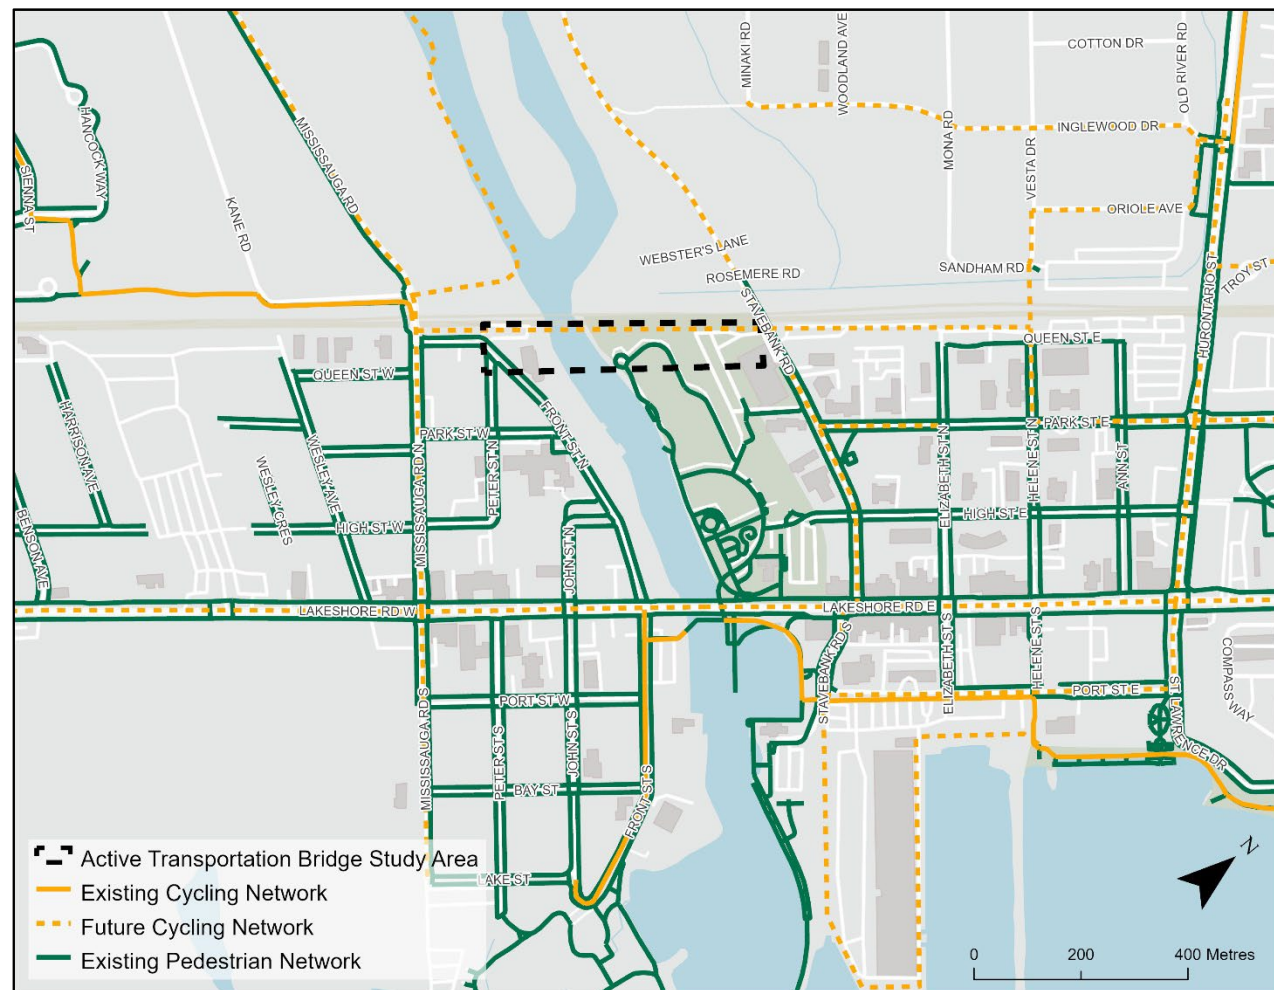 COTTON DR
MINAKI RD
WOODLAND AVE
OLD RIVER RD
HANCOCK WAY
MISSISSAUGA RD
INGLEWOOD DR
MONA RD
VESTA DR
SIENNA ST
KANE RD
ORIOLE AVE
WEBSTER'S LANE
ROSEMERE RD
SANDHAM RD
TROY ST
HURONTARIO ST
STAVEBANK RD
QUEEN ST E
QUEEN ST W
HARRISON AVE
WESLEY AVE
FRONT ST N
PARK ST W
PARK ST E
WESLEY CRES
MISSISSAUGA RD N
PETER ST N
ELIZABETH ST N
HELENE ST N
ANN ST
HIGH ST W
HIGH ST E
BENSON AVE
JOHN ST N
LAKESHORE RD W
LAKESHORE RD E
STAVEBANK RD S
ELIZABETH ST S
HELENE ST S
COMPASS WAY
PORT ST W
PORT ST E
MISSISSAUGA RD S
PETER ST S
JOHN ST S
ST LAWRENCE DR
BAY ST
FRONT ST S
LAKE ST
Active Transportation Bridge Study Area
Existing Cycling Network
Future Cycling Network
Existing Pedestrian Network
N
0 200 400 Metres